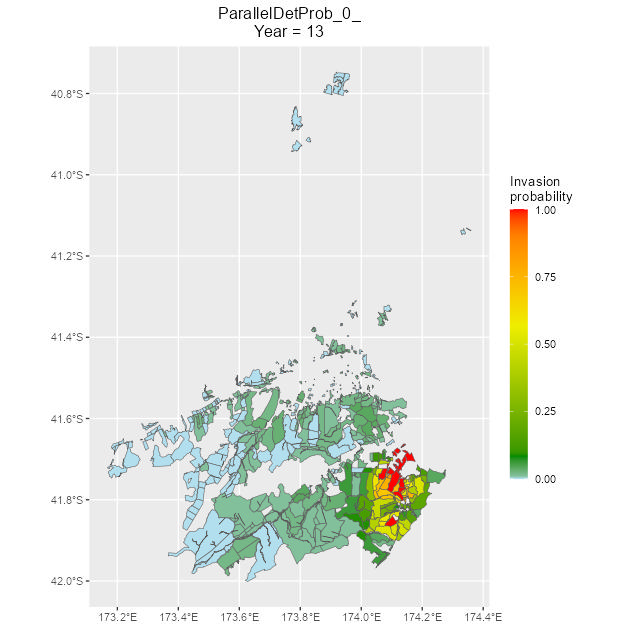 ParallelDetProb_0_
Year = 13
40.8°S
41.0°S
41.2°S
41.4°S
41.6°S
41.8°S
42.0°S
173.2°E 173.4°E 173.6°E 173.8°E 174.0°E 174.2°E 174.4°E
Invasion
probability
1.00
0.75
0.50
0.25
0.00